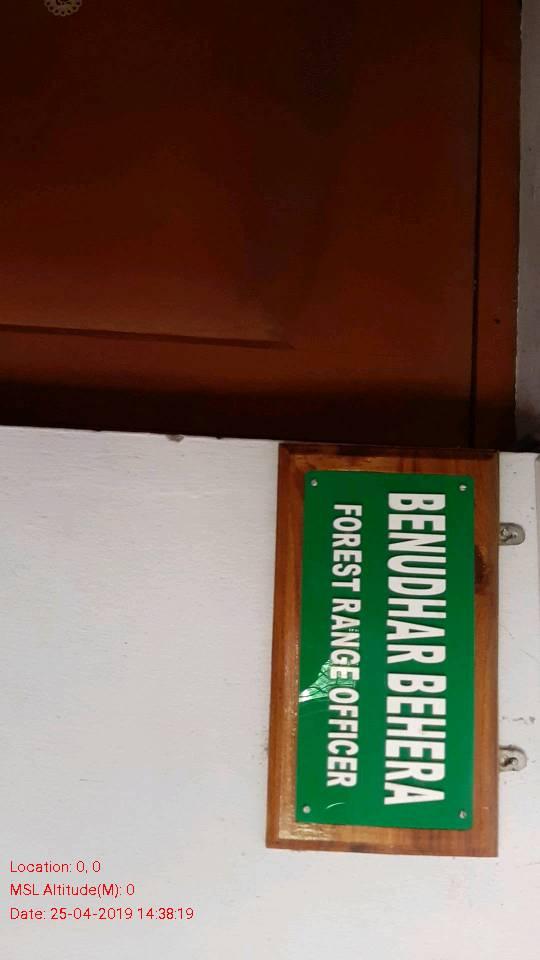 BENUDHAR BEHERA
FOREST RANGE OFFICER
Location: 0, 0
MSL Altitude(M): 0
Date: 25-04-2019 14:38:19